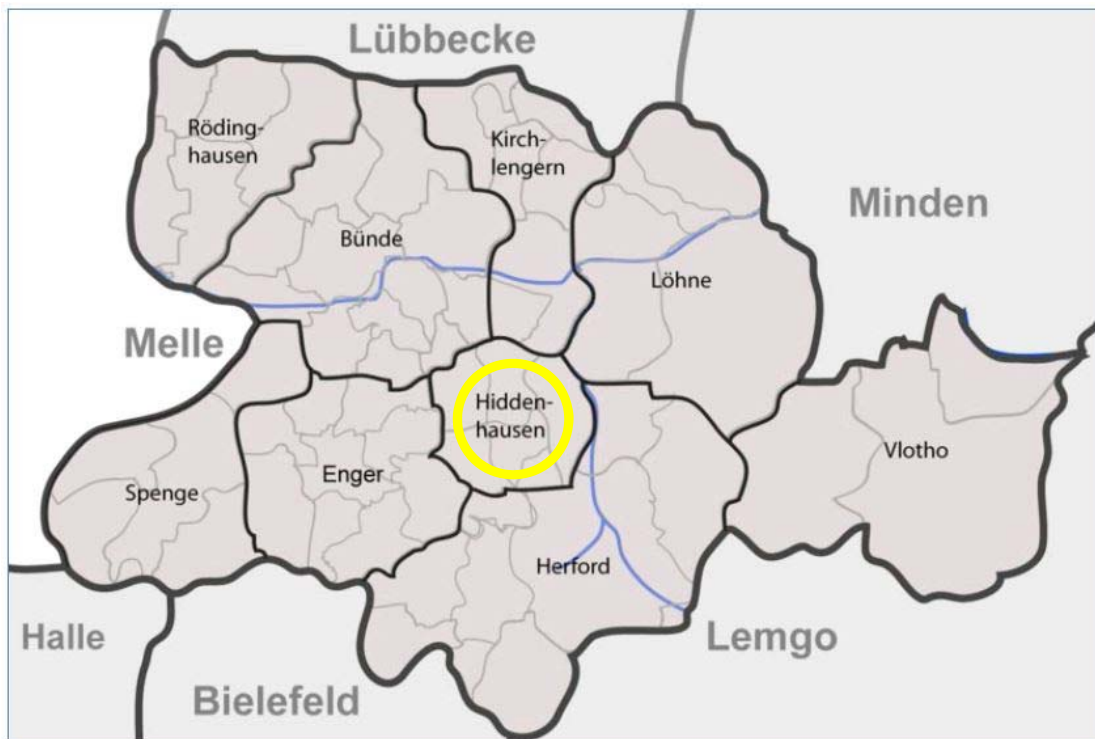 Lübbecke
Röding-
hausen
Kirch-
lengern
Minden
Bünde
Löhne
Melle
Hidden-
hausen
Vlotho
Enger
Spenge
Herford
Halle
Lemgo
Bielefeld